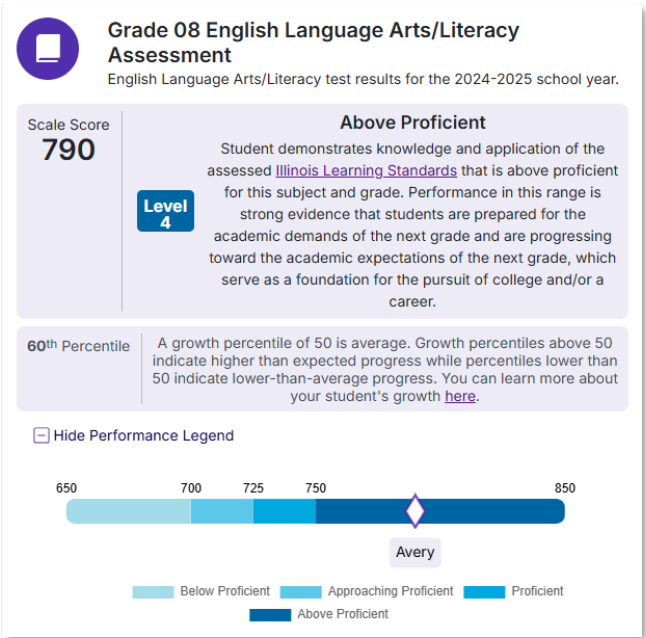 Grade 08 English Language Arts/Literacy
Assessment
English Language Arts/Literacy test results for the 2024-2025 school year.
Scale Score
790
Level
4
Above Proficient
Student demonstrates knowledge and application of the
assessed Illinois Learning Standards that is above proficient
for this subject and grade. Performance in this range is
strong evidence that students are prepared for the
academic demands of the next grade and are progressing
toward the academic expectations of the next grade, which
serve as a foundation for the pursuit of college and/or a
career.
60th Percentile
A growth percentile of 50 is average. Growth percentiles above 50
indicate higher than expected progress while percentiles lower than
50 indicate lower-than-average progress. You can learn more about
your student's growth here.
Hide Performance Legend
650 700 725 750 850
Avery
Below Proficient Approaching Proficient Proficient
Above Proficient